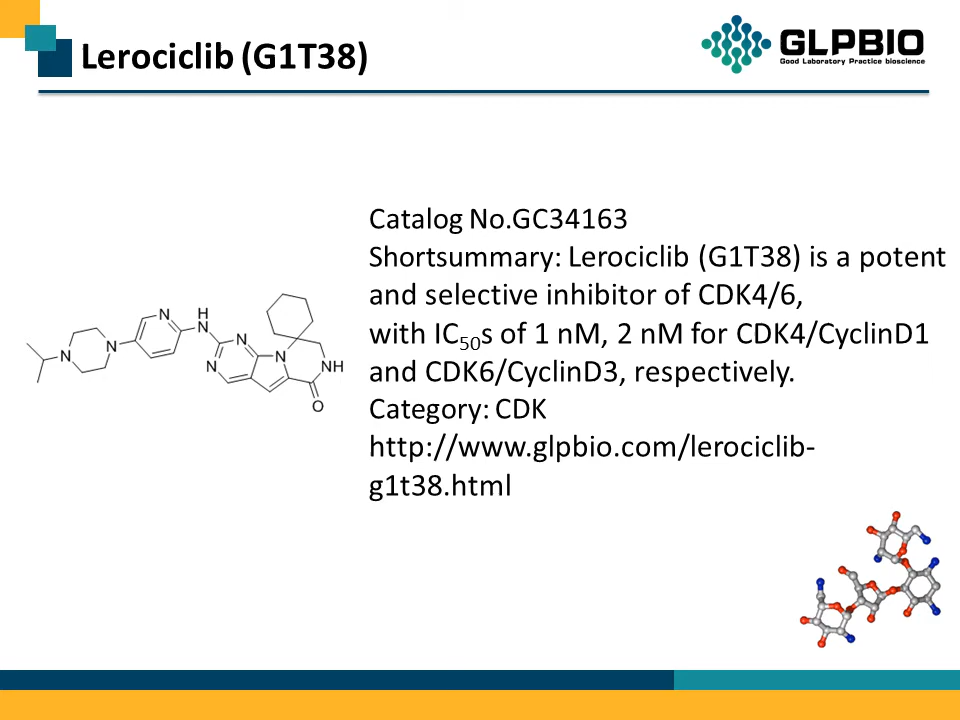 Lerociclib (G1T38)
GLPBIO
Good Laboratory Practice bioscience
Catalog No.GC34163
Shortsummary: Lerociclib (G1T38) is a potent
and selective inhibitor of CDK4/6,
with IC50s of 1 nM, 2 nM for CDK4/CyclinD1
and CDK6/CyclinD3, respectively.
Category: CDK
http://www.glpbio.com/lerociclib-
g1t38.html
N
H
N
N
N
N
N
N
NH
O